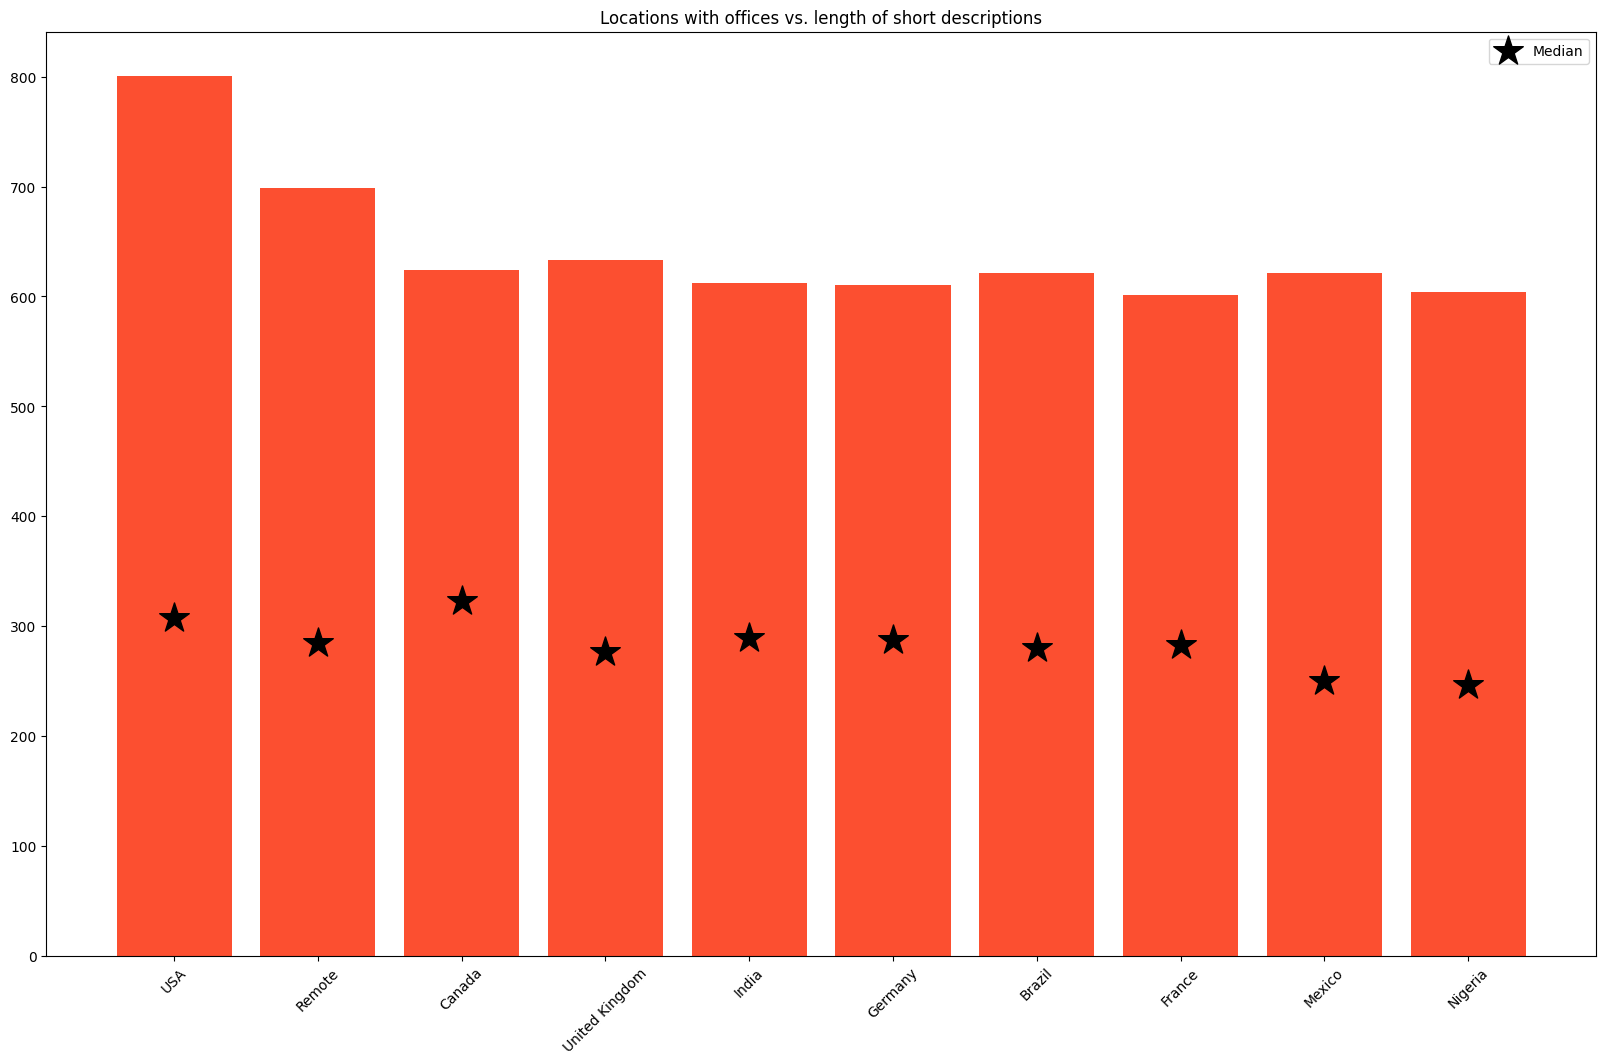 Locations with offices vs. length of short descriptions
Median
800
700
600
500
400
300
200
100
0
USA
Remote
Canada
United Kingdom
India
Germany
Brazil
France
Mexico
Nigeria